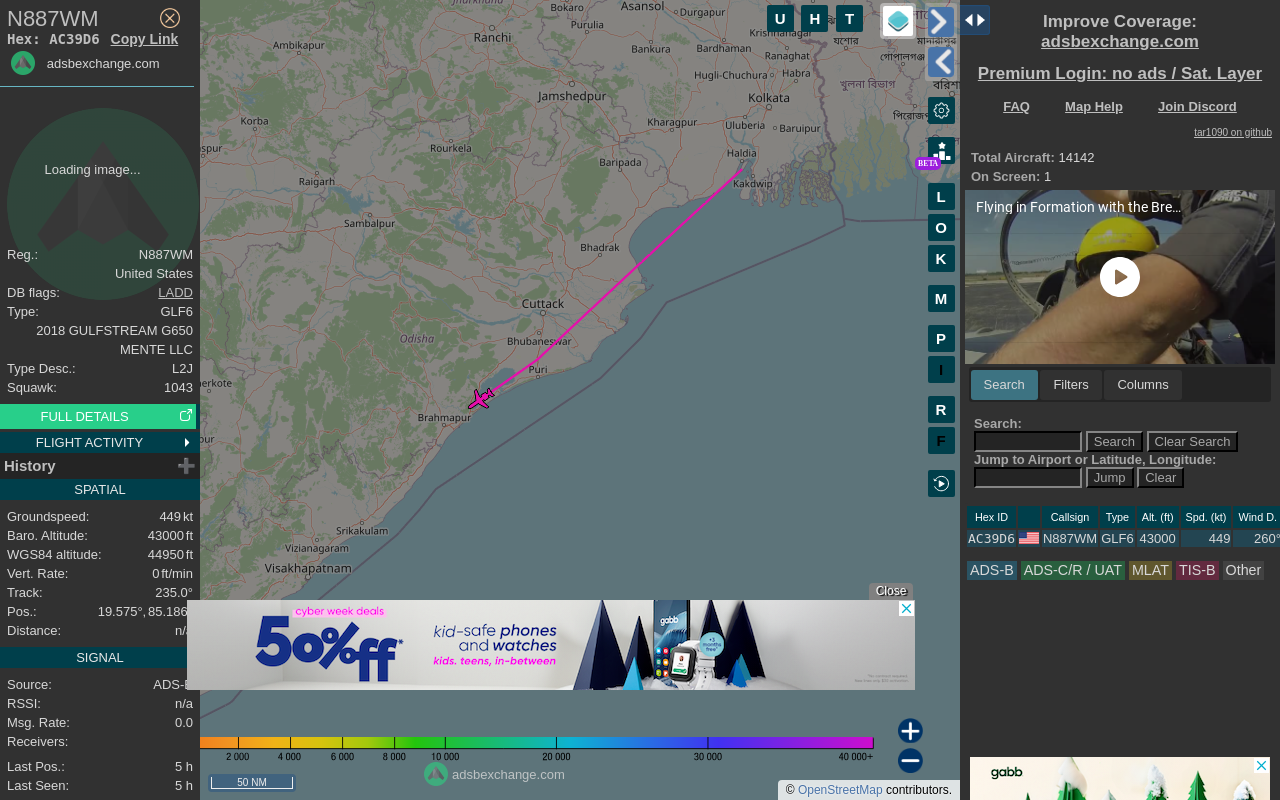 N887WM
Hex: AC39D6 Copy Link
adsbexchange.com
Loading image...
Reg.: N887WM
United States
DB flags: LADD
Type: GLF6
2018 GULFSTREAM G650
MENTE LLC
Type Desc.: L2J
Squawk: 1043
FULL DETAILS
FLIGHT ACTIVITY
History
SPATIAL
Groundspeed: 449 kt
Baro. Altitude: 43000 ft
WGS84 altitude: 44950 ft
Vert. Rate: 0 ft/min
Track: 235.0°
Pos.: 19.575°, 85.186
Distance: n/
SIGNAL
Source: ADS-
RSSI: n/a
Msg. Rate: 0.0
Receivers:
Last Pos.: 5 h
Last Seen: 5 h
Bokaro
Asansol
Durgapur
Purulia
Ranchi
Krishnanagar
Ambikapur
Bankura
Bardhaman
যশোর
Ranaghat
গোপালগঞ্জ
Hugli-Chuchura
Habra
খুলনা বিভাগ
Jamshedpur
Kolkata
Korba
Kharagpur
Uluberia
Baruipur
Rourkela
Haldia
Baripada
Raigarh
Kakdwip
Sambalpur
Bhadrak
Cuttack
Odisha
Bhubaneswar
Puri
Brahmapur
Srikakulam
Vizianagaram
Visakhapatnam
U H T
BETA
L
O
K
M
P
I
R
F
Close
cyber week deals
50% off*
kid-safe phones
and watches
kids. teens, in-between
gabb
+3
months
free*
2 000 4 000 6 000 8 000 10 000 20 000 30 000 40 000+
50 NM
adsbexchange.com
© OpenStreetMap contributors.
Improve Coverage:
adsbexchange.com
Premium Login: no ads / Sat. Layer
FAQ Map Help Join Discord
tar1090 on github
Total Aircraft: 14142
On Screen: 1
Flying in Formation with the Bre...
Search Filters Columns
Search:
Search Clear Search
Jump to Airport or Latitude, Longitude:
Jump Clear
Hex ID Callsign Type Alt. (ft) Spd. (kt) Wind D.
AC39D6 N887WM GLF6 43000 449 260°
ADS-B ADS-C/R / UAT MLAT TIS-B Other
gabb